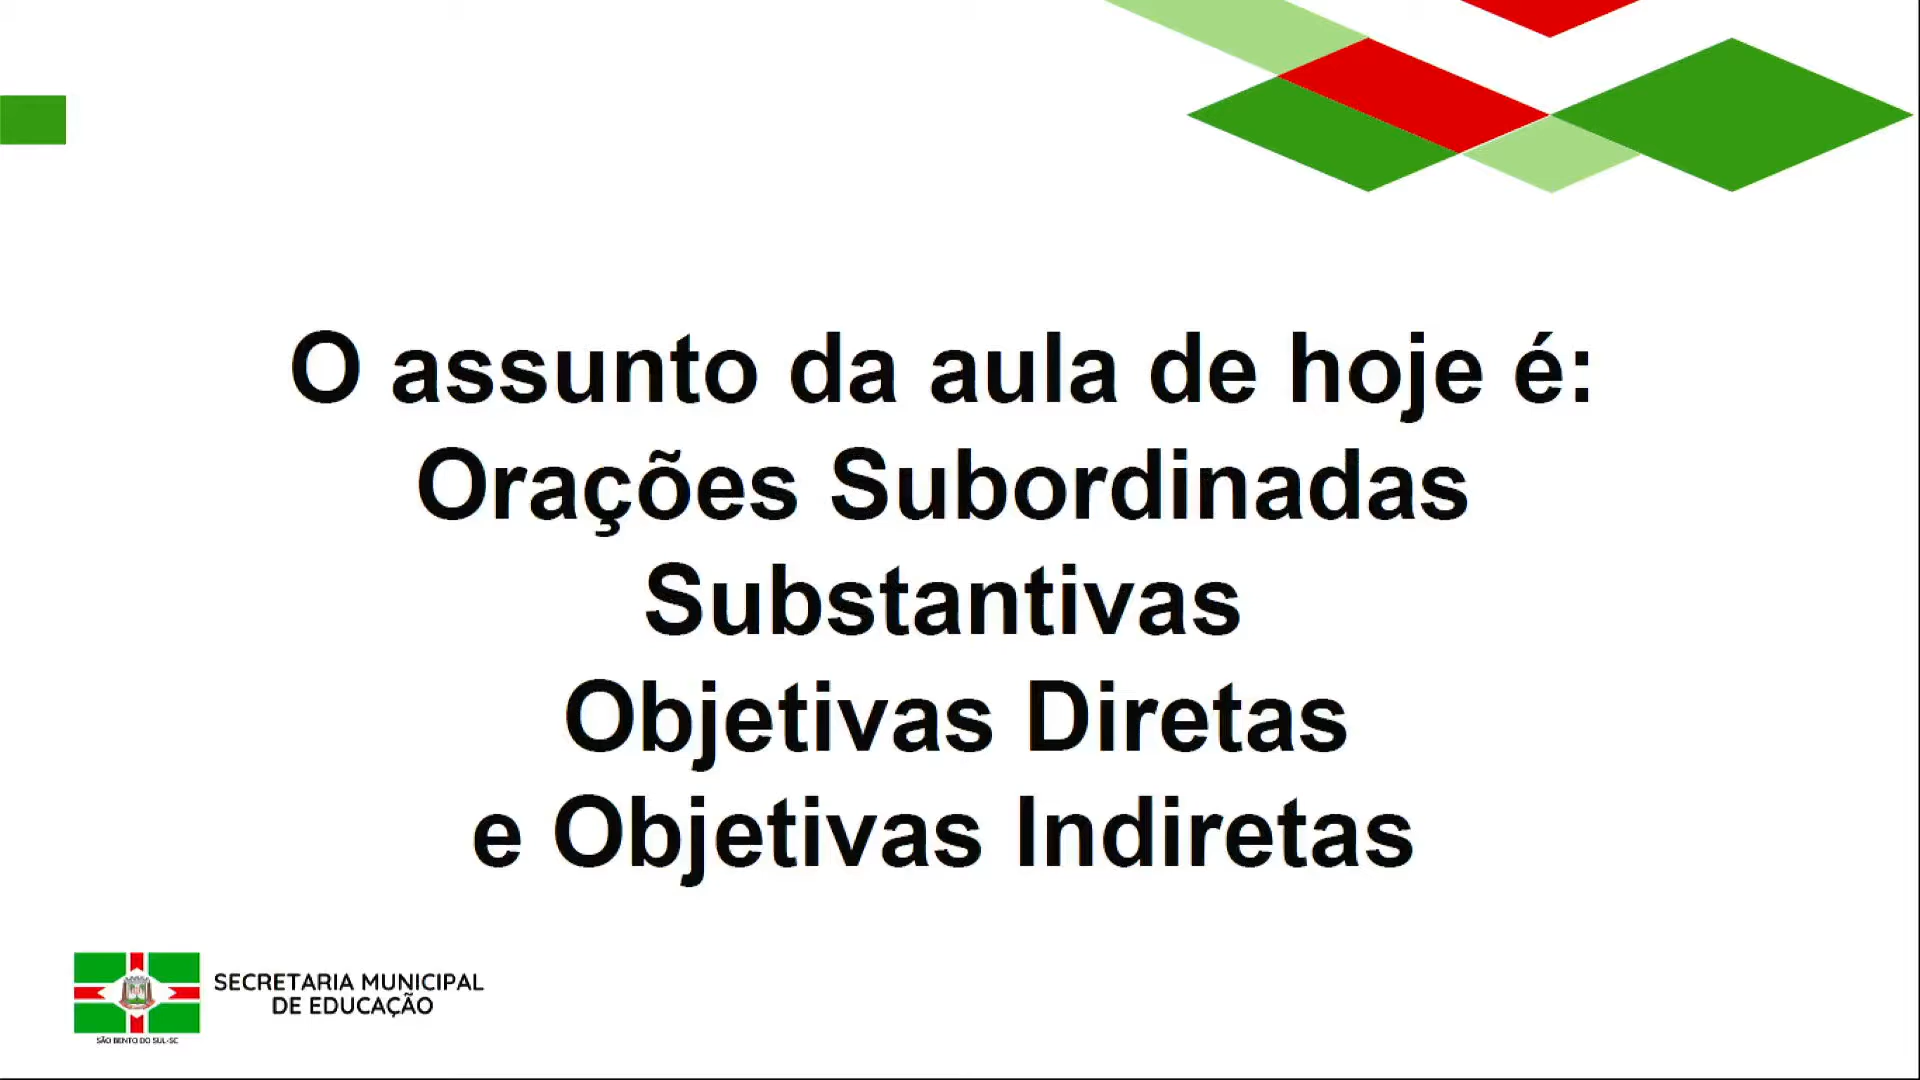 O assunto da aula de hoje é:
Orações Subordinadas
Substantivas
Objetivas Diretas
e Objetivas Indiretas
SECRETARIA MUNICIPAL
DE EDUCAÇÃO
SÃO BENTO DO SUL-SC